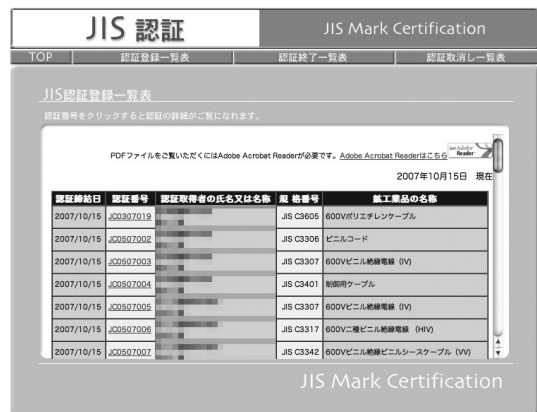 JIS 認証
JIS Mark Certification
TOP 認証登録一覧表 認証終了一覧表 認証取消し一覧表
JIS認証登録一覧表
認証番号をクリックすると認証の詳細がご覧になれます。
Get Adobe Reader
PDFファイルをご覧いただくにはAdobe Acrobat Readerが必要です。Adobe Acrobat Readerはこちら
2007年10月15日 現在
認証締結日 認証番号 認証取得者の氏名又は名称 規格番号 鉱工業品の名称
2007/10/15 JC0307019 JIS C3605 600Vポリエチレンケーブル
2007/10/15 JC0507002 JIS C3306 ビニルコード
2007/10/15 JC0507003 JIS C3307 600Vビニル絶縁電線（IV）
2007/10/15 JC0507004 JIS C3401 制御用ケーブル
2007/10/15 JC0507005 JIS C3307 600Vビニル絶縁電線（IV）
2007/10/15 JC0507006 JIS C3317 600V二種ビニル絶縁電線 （HIV）
2007/10/15 JC0507007 JIS C3342 600Vビニル絶縁ビニルシースケーブル（VV）
JIS Mark Certification